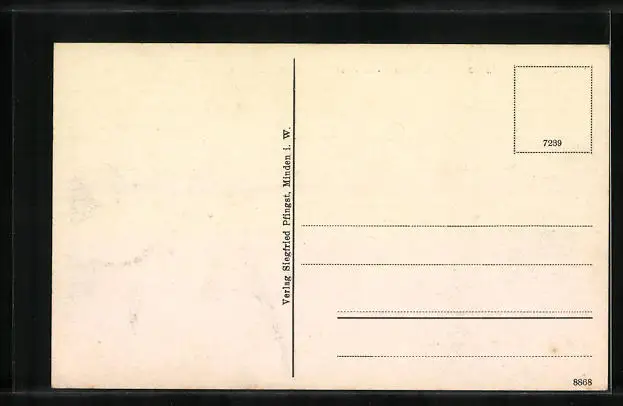 Verlag Siegfried Pfingst, Minden i. W.
7239
8868